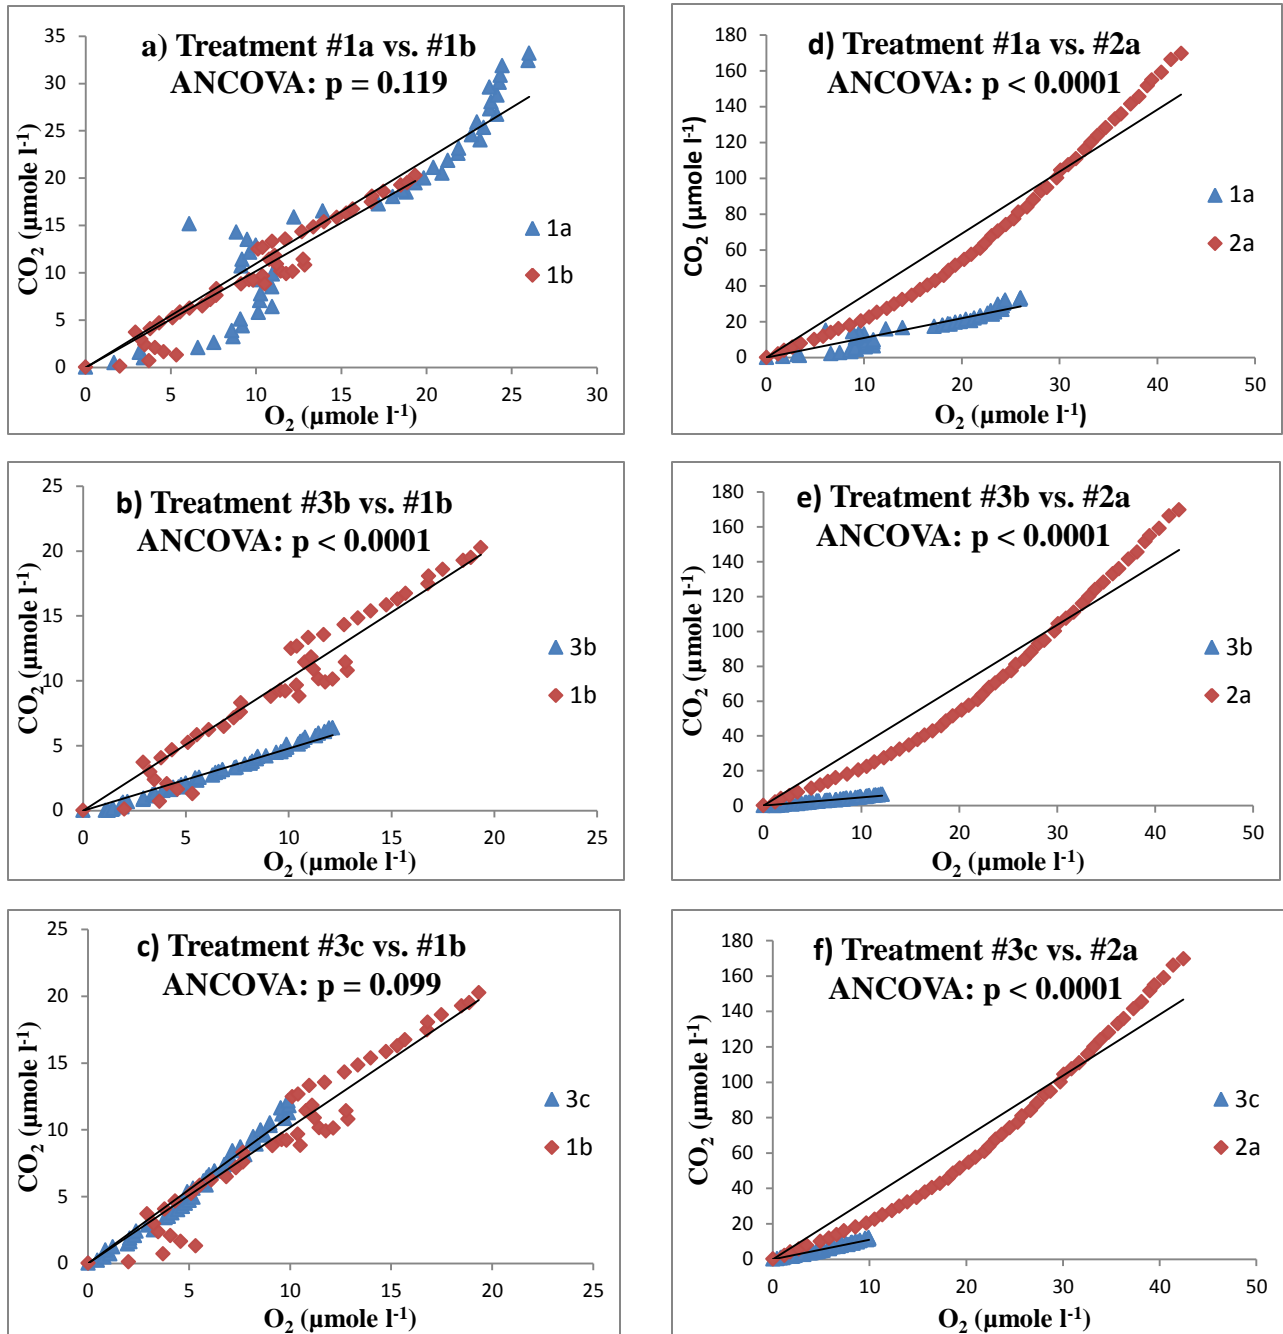 a) Treatment #1a vs. #1b
ANCOVA: p = 0.119
35
30
25
20
15
10
5
0
0 5 10 15 20 25 30
CO₂ (µmole l⁻¹)
O₂ (µmole l⁻¹)
1a
1b
d) Treatment #1a vs. #2a
ANCOVA: p < 0.0001
180
160
140
120
100
80
60
40
20
0
0 10 20 30 40 50
CO₂ (µmole l⁻¹)
O₂ (µmole l⁻¹)
1a
2a
b) Treatment #3b vs. #1b
ANCOVA: p < 0.0001
25
20
15
10
5
0
0 5 10 15 20 25
CO₂ (µmole l⁻¹)
O₂ (µmole l⁻¹)
3b
1b
e) Treatment #3b vs. #2a
ANCOVA: p < 0.0001
180
160
140
120
100
80
60
40
20
0
0 10 20 30 40 50
CO₂ (µmole l⁻¹)
O₂ (µmole l⁻¹)
3b
2a
c) Treatment #3c vs. #1b
ANCOVA: p = 0.099
25
20
15
10
5
0
0 5 10 15 20 25
CO₂ (µmole l⁻¹)
O₂ (µmole l⁻¹)
3c
1b
f) Treatment #3c vs. #2a
ANCOVA: p < 0.0001
180
160
140
120
100
80
60
40
20
0
0 10 20 30 40 50
CO₂ (µmole l⁻¹)
O₂ (µmole l⁻¹)
3c
2a